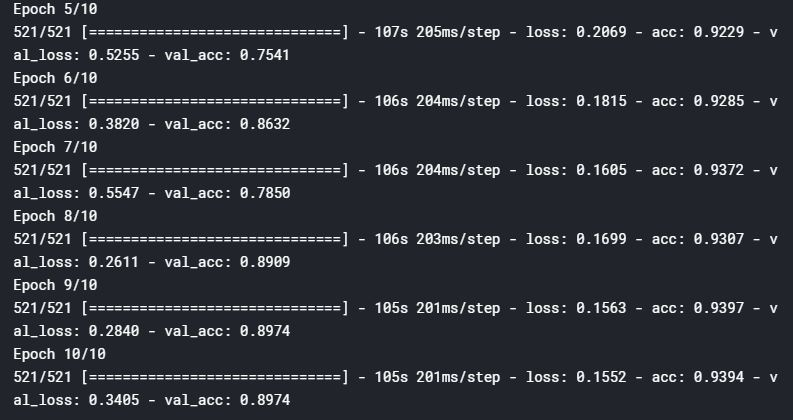 Epoch 5/10
521/521 [==============================] - 107s 205ms/step - loss: 0.2069 - acc: 0.9229 - v
al_loss: 0.5255 - val_acc: 0.7541
Epoch 6/10
521/521 [==============================] - 106s 204ms/step - loss: 0.1815 - acc: 0.9285 - v
al_loss: 0.3820 - val_acc: 0.8632
Epoch 7/10
521/521 [==============================] - 106s 204ms/step - loss: 0.1605 - acc: 0.9372 - v
al_loss: 0.5547 - val_acc: 0.7850
Epoch 8/10
521/521 [==============================] - 106s 203ms/step - loss: 0.1699 - acc: 0.9307 - v
al_loss: 0.2611 - val_acc: 0.8909
Epoch 9/10
521/521 [==============================] - 105s 201ms/step - loss: 0.1563 - acc: 0.9397 - v
al_loss: 0.2840 - val_acc: 0.8974
Epoch 10/10
521/521 [==============================] - 105s 201ms/step - loss: 0.1552 - acc: 0.9394 - v
al_loss: 0.3405 - val_acc: 0.8974